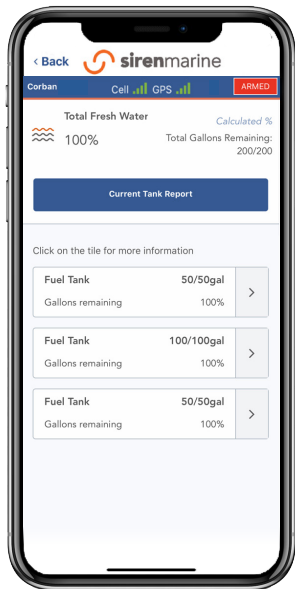 < Back sirenmarine
Corban Cell GPS ARMED
Total Fresh Water
Calculated %
100% Total Gallons Remaining:
200/200
Current Tank Report
Click on the tile for more information
Fuel Tank 50/50gal
Gallons remaining 100%
Fuel Tank 100/100gal
Gallons remaining 100%
Fuel Tank 50/50gal
Gallons remaining 100%